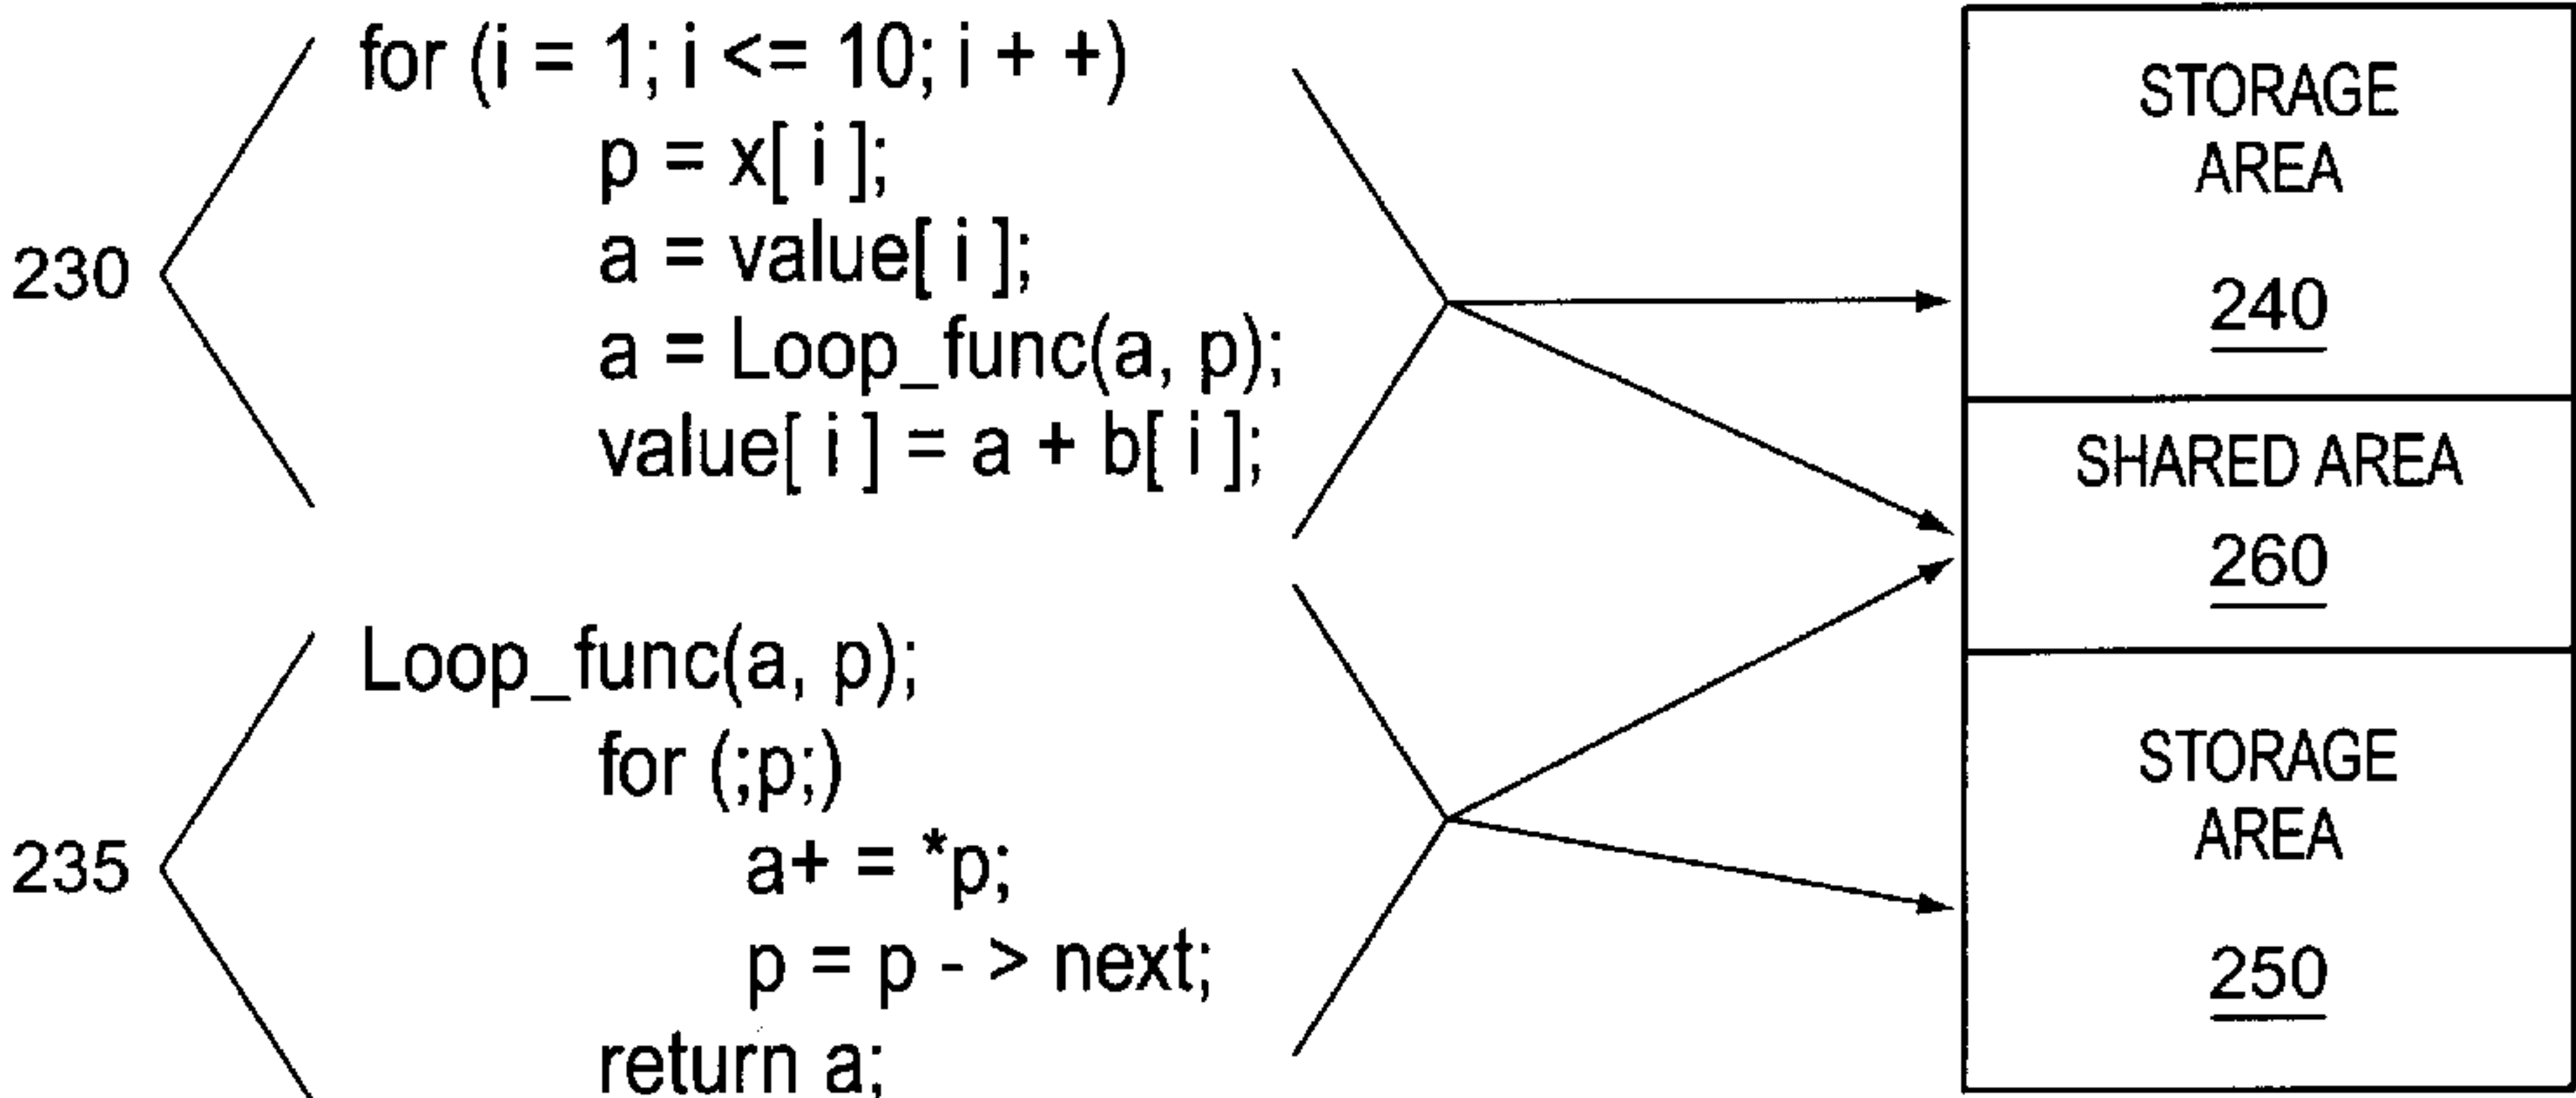 for (i = 1; i <= 10; i + +)
p = x[ i ];
a = value[ i ];
a = Loop_func(a, p);
value[ i ] = a + b[ i ];
230
Loop_func(a, p);
for (;p;)
a+ = *p;
p = p - > next;
return a;
235
STORAGE
AREA
240
SHARED AREA
260
STORAGE
AREA
250